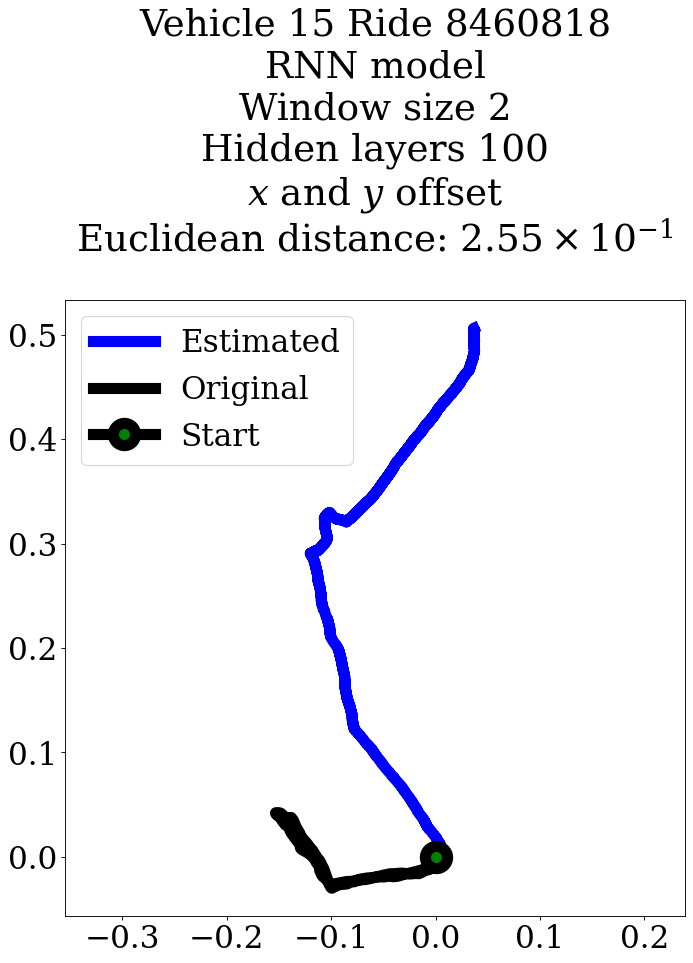 Vehicle 15 Ride 8460818
RNN model
Window size 2
Hidden layers 100
x and y offset
Euclidean distance: 2.55 × 10⁻¹
Estimated
Original
Start
0.5
0.4
0.3
0.2
0.1
0.0
−0.3 −0.2 −0.1 0.0 0.1 0.2